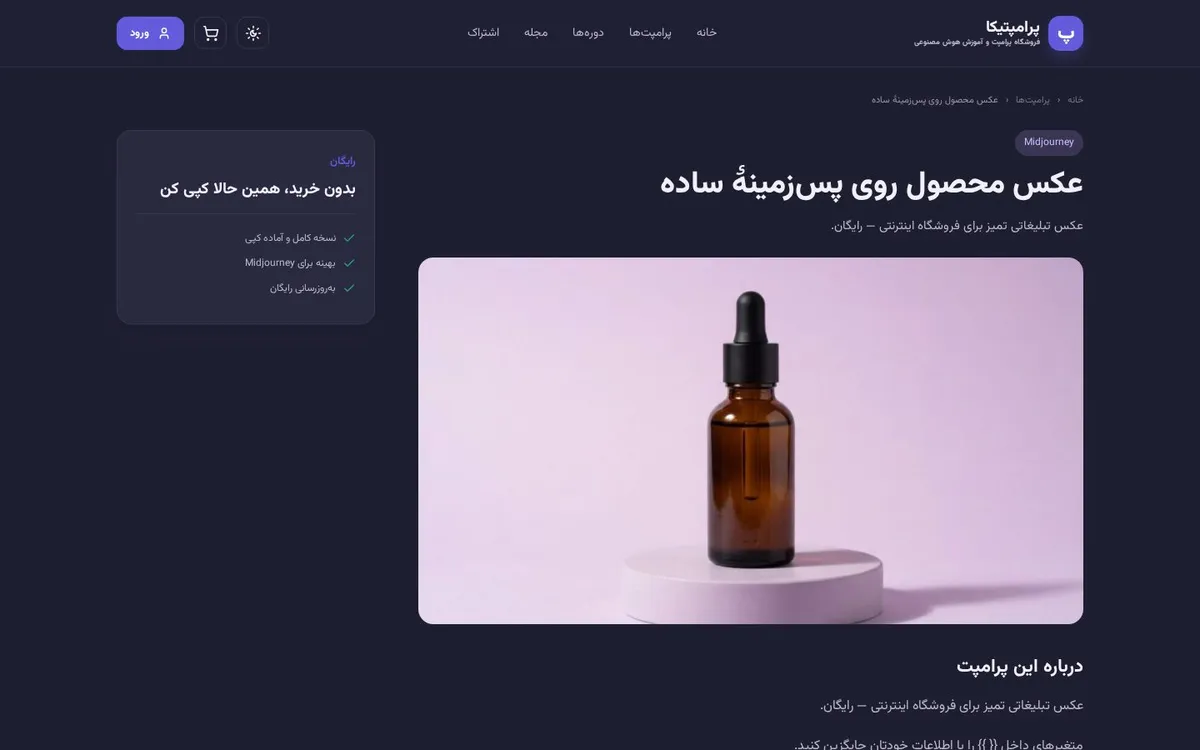 پرامپتیکا
فروشگاه پرامپت و آموزش هوش مصنوعی
خانه
پرامپت‌ها
دوره‌ها
مجله
اشتراک
ورود
خانه ‹ پرامپت‌ها ‹ عکس محصول روی پس‌زمینهٔ ساده
Midjourney
عکس محصول روی پس‌زمینهٔ ساده
عکس تبلیغاتی تمیز برای فروشگاه اینترنتی — رایگان.
رایگان
بدون خرید، همین حالا کپی کن
نسخه کامل و آماده کپی
بهینه برای Midjourney
به‌روزرسانی رایگان
درباره این پرامپت
عکس تبلیغاتی تمیز برای فروشگاه اینترنتی — رایگان.
متغیرهای داخل {{ }} را با اطلاعات خودتان جایگزین کنید.